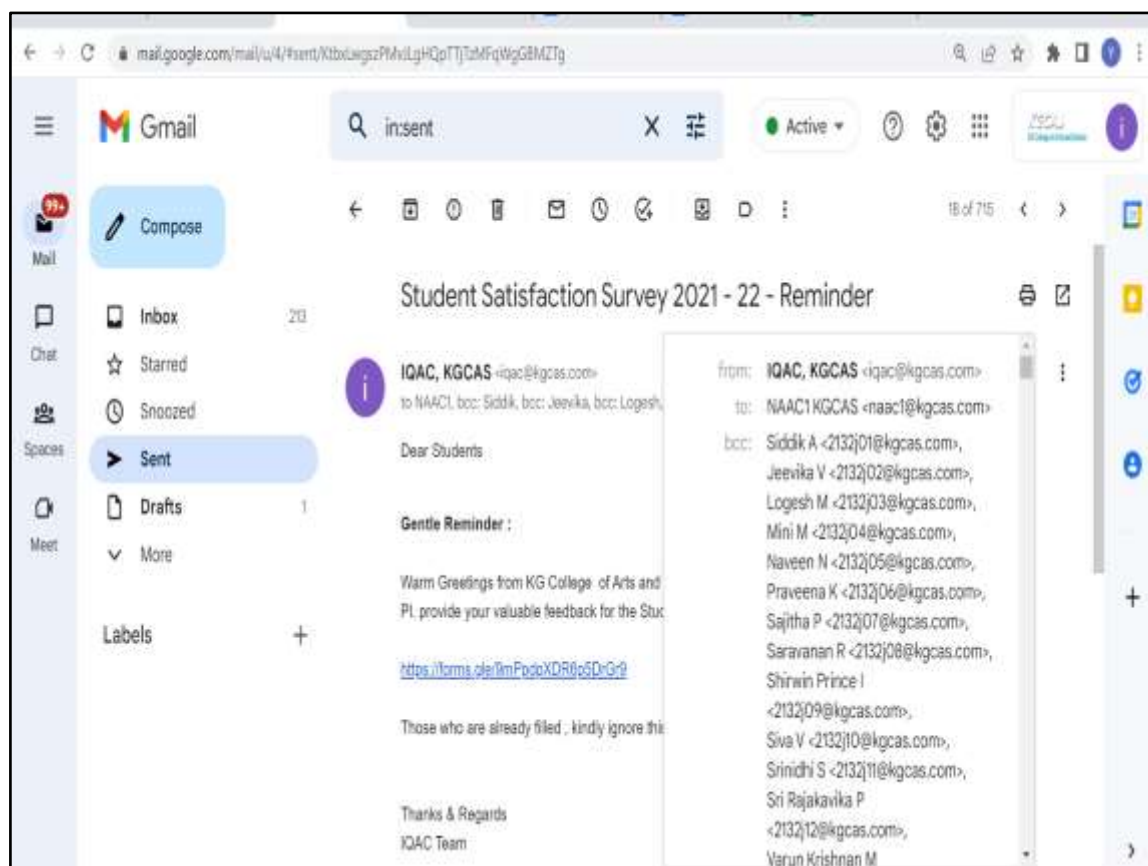 mail.google.com/mail/u/4/#sent/
Gmail
in:sent
Active
99+
Mail
Compose
18 of 715
Student Satisfaction Survey 2021 - 22 - Reminder
Inbox 213
Chat
Starred
Snoozed
Spaces
Sent
Drafts 1
Meet
More
Labels
i
IQAC, KGCAS <iqac@kgcas.com>
to NAAC1, bcc: Siddik, bcc: Jeevika, bcc: Logesh,
Dear Students
Gentle Reminder :
Warm Greetings from KG College of Arts and
Pl. provide your valuable feedback for the Stud
Those who are already filled , kindly ignore this
Thanks & Regards
IQAC Team
from: IQAC, KGCAS <iqac@kgcas.com>
to: NAAC1 KGCAS <naac1@kgcas.com>
bcc: Siddik A <2132j01@kgcas.com>,
Jeevika V <2132j02@kgcas.com>,
Logesh M <2132j03@kgcas.com>,
Mini M <2132j04@kgcas.com>,
Naveen N <2132j05@kgcas.com>,
Praveena K <2132j06@kgcas.com>,
Sajitha P <2132j07@kgcas.com>,
Saravanan R <2132j08@kgcas.com>,
Shirwin Prince I
<2132j09@kgcas.com>,
Siva V <2132j10@kgcas.com>,
Srinidhi S <2132j11@kgcas.com>,
Sri Rajakavika P
<2132j12@kgcas.com>,
Varun Krishnan M